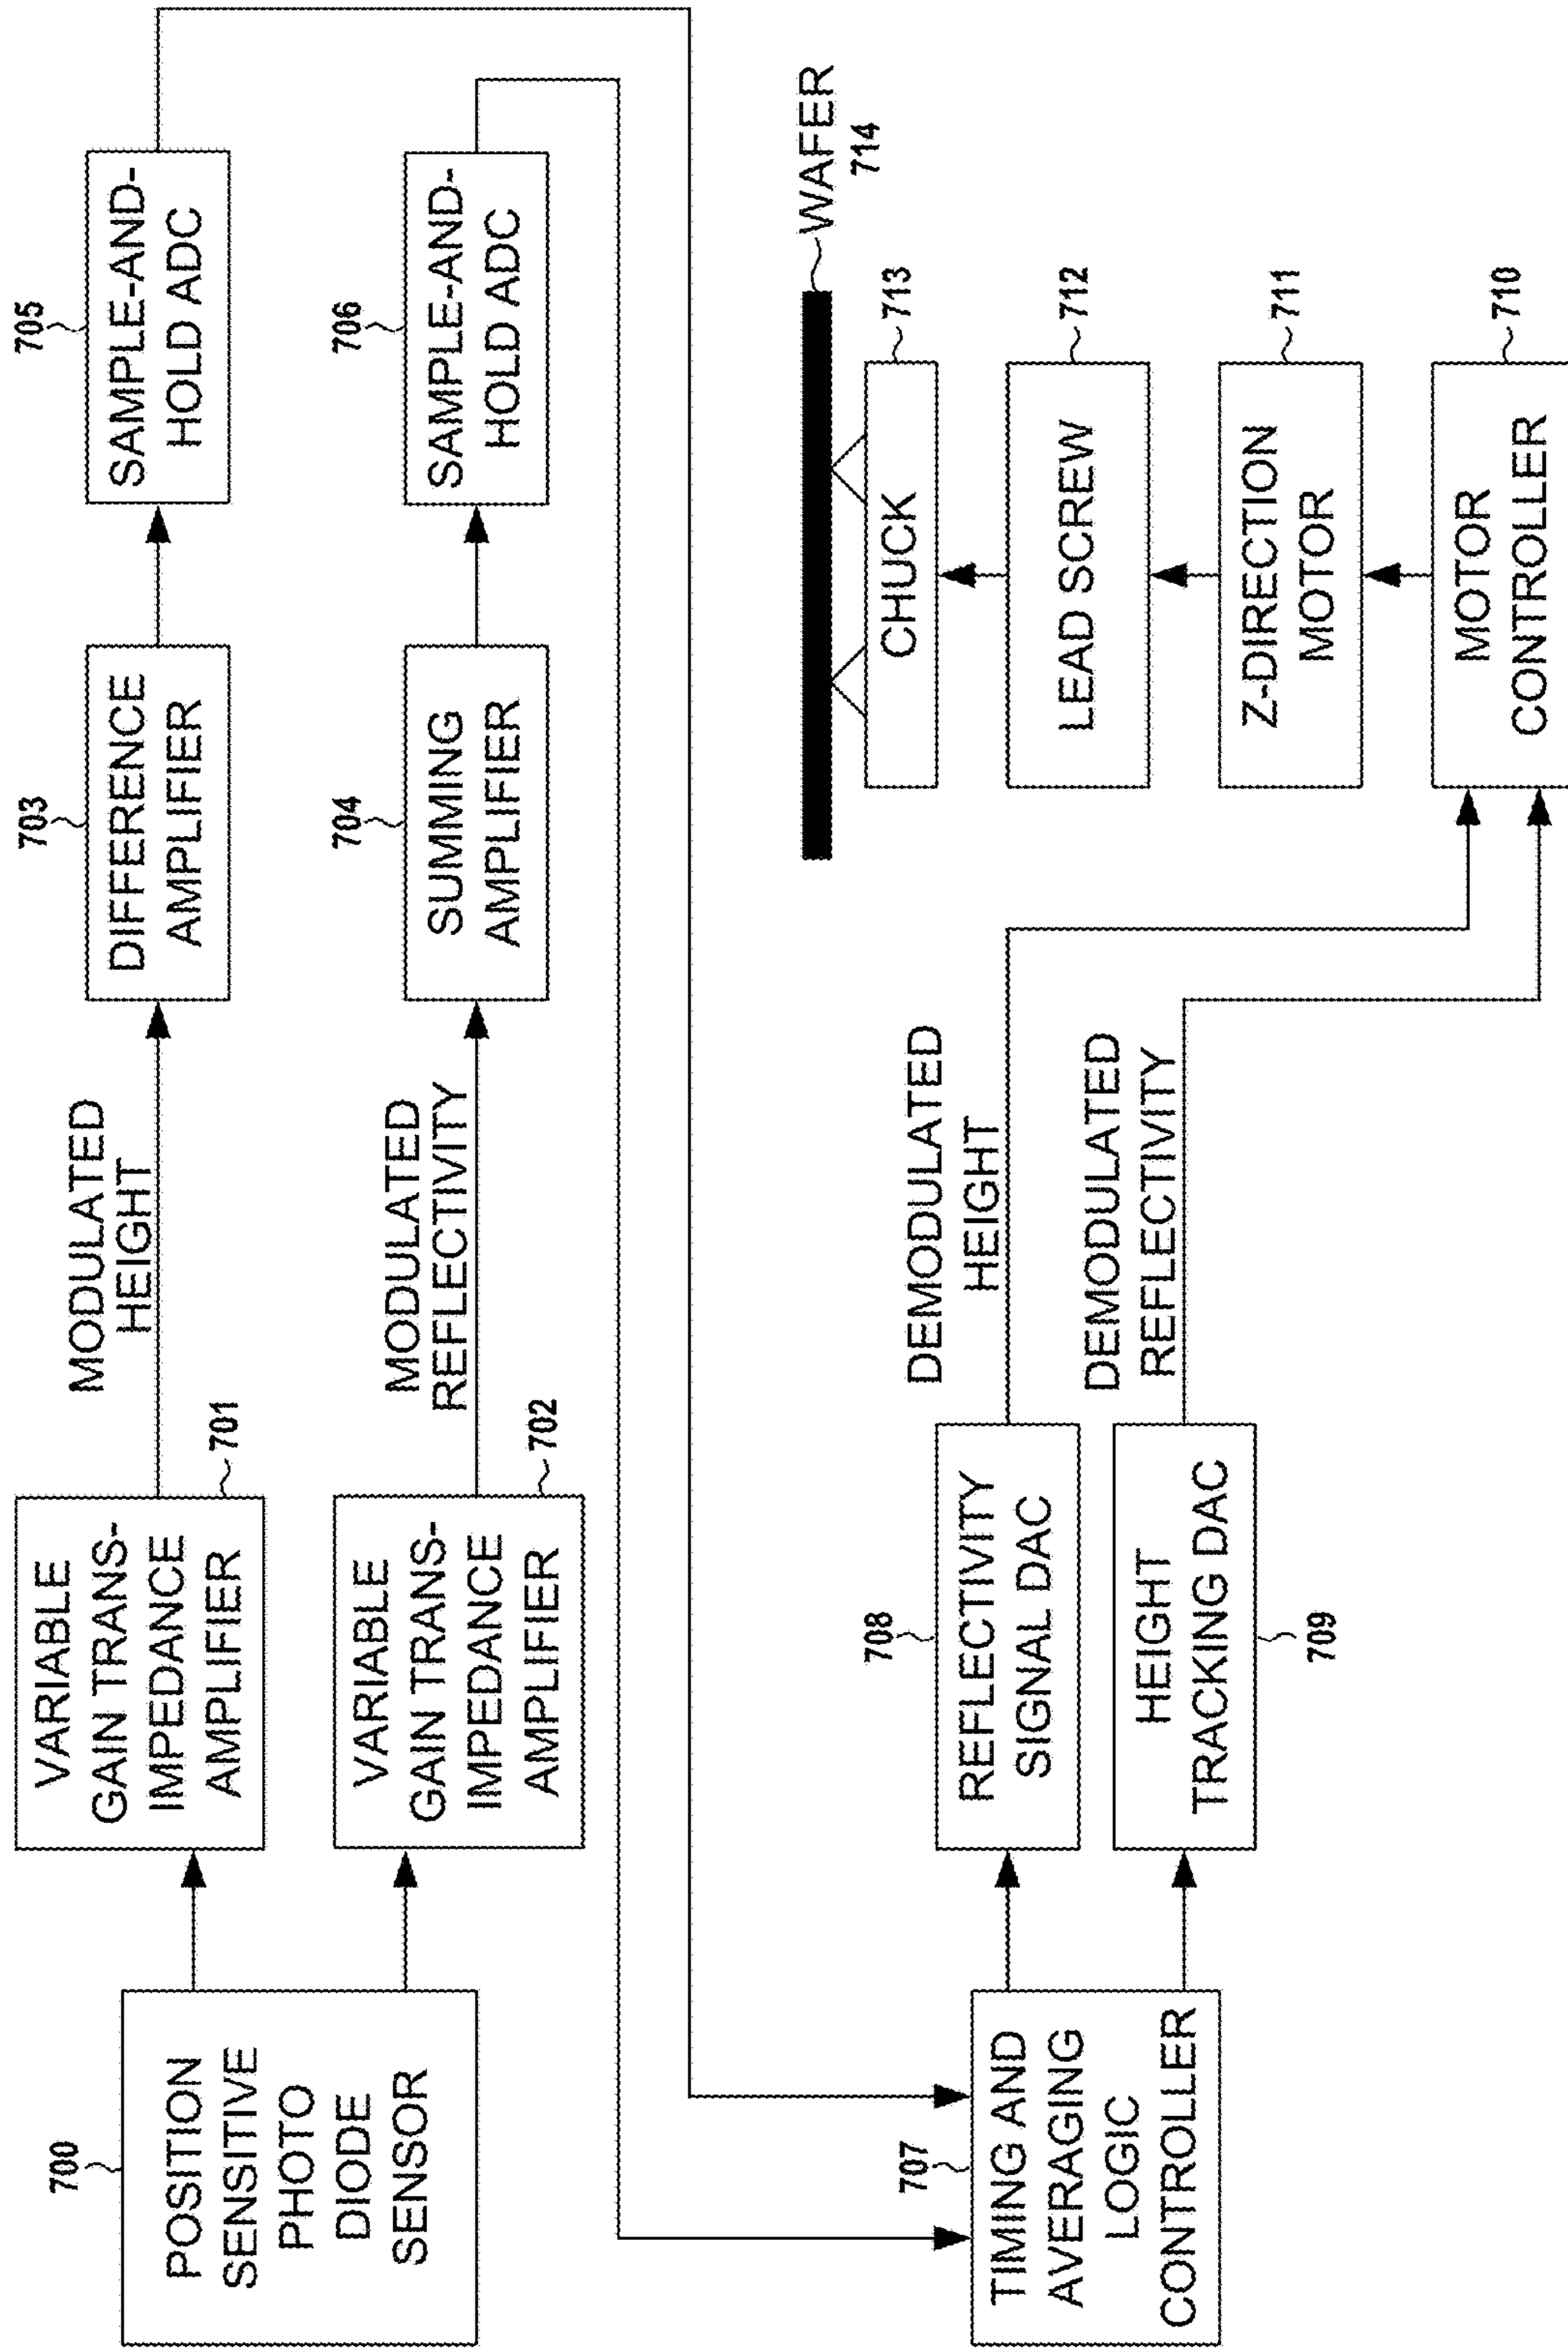 700
POSITION
SENSITIVE
PHOTO
DIODE
SENSOR
VARIABLE
GAIN TRANS-
IMPEDANCE
AMPLIFIER
701
MODULATED
HEIGHT
703
DIFFERENCE
AMPLIFIER
705
SAMPLE-AND-
HOLD ADC
VARIABLE
GAIN TRANS-
IMPEDANCE
AMPLIFIER
702
MODULATED
REFLECTIVITY
704
SUMMING
AMPLIFIER
706
SAMPLE-AND-
HOLD ADC
707
TIMING AND
AVERAGING
LOGIC
CONTROLLER
708
REFLECTIVITY
SIGNAL DAC
HEIGHT
TRACKING DAC
709
DEMODULATED
HEIGHT
DEMODULATED
REFLECTIVITY
WAFER
714
CHUCK
713
LEAD SCREW
712
Z-DIRECTION
MOTOR
711
MOTOR
CONTROLLER
710